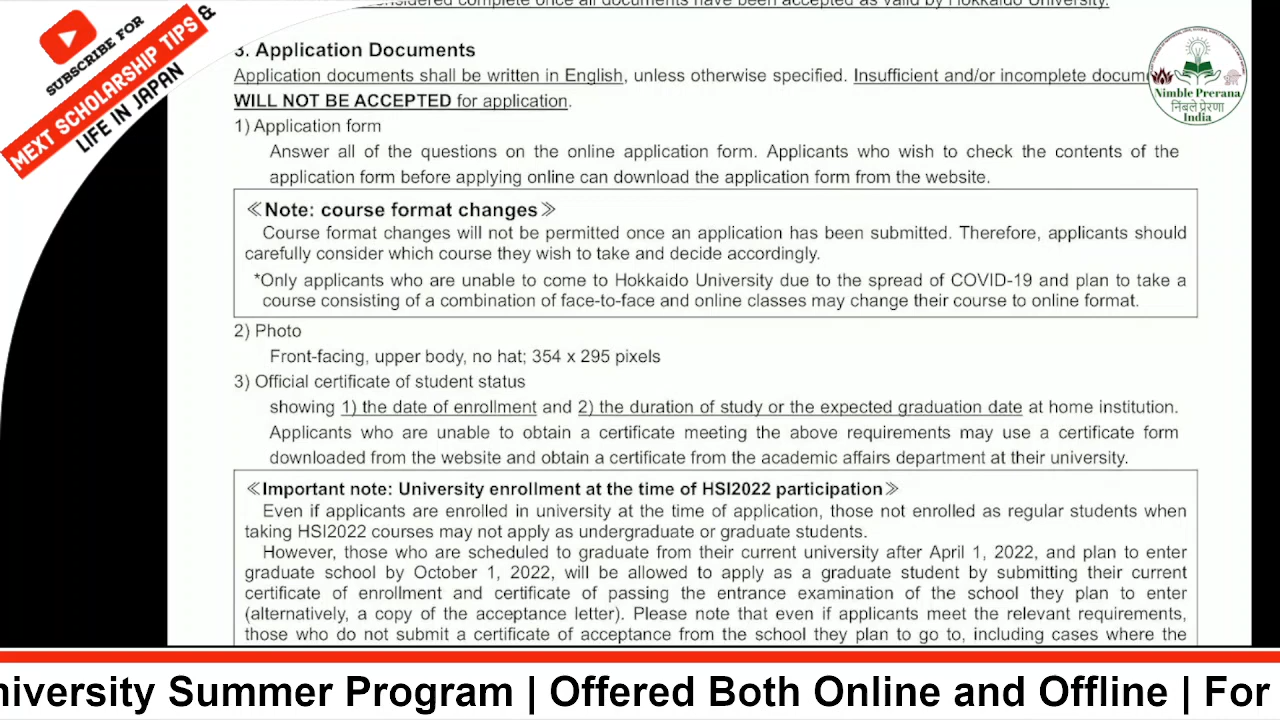 considered complete once all documents have been accepted as valid by Hokkaido University.
3. Application Documents
Application documents shall be written in English, unless otherwise specified. Insufficient and/or incomplete docum
WILL NOT BE ACCEPTED for application.
1) Application form
Answer all of the questions on the online application form. Applicants who wish to check the contents of the
application form before applying online can download the application form from the website.
≪Note: course format changes≫
Course format changes will not be permitted once an application has been submitted. Therefore, applicants should
carefully consider which course they wish to take and decide accordingly.
*Only applicants who are unable to come to Hokkaido University due to the spread of COVID-19 and plan to take a
course consisting of a combination of face-to-face and online classes may change their course to online format.
2) Photo
Front-facing, upper body, no hat; 354 x 295 pixels
3) Official certificate of student status
showing 1) the date of enrollment and 2) the duration of study or the expected graduation date at home institution.
Applicants who are unable to obtain a certificate meeting the above requirements may use a certificate form
downloaded from the website and obtain a certificate from the academic affairs department at their university.
≪Important note: University enrollment at the time of HSI2022 participation≫
Even if applicants are enrolled in university at the time of application, those not enrolled as regular students when
taking HSI2022 courses may not apply as undergraduate or graduate students.
However, those who are scheduled to graduate from their current university after April 1, 2022, and plan to enter
graduate school by October 1, 2022, will be allowed to apply as a graduate student by submitting their current
certificate of enrollment and certificate of passing the entrance examination of the school they plan to enter
(alternatively, a copy of the acceptance letter). Please note that even if applicants meet the relevant requirements,
those who do not submit a certificate of acceptance from the school they plan to go to, including cases where the
SUBSCRIBE FOR
MEXT SCHOLARSHIP TIPS &
LIFE IN JAPAN
Nimble Prerana
निंबले प्रेरणा
India
niversity Summer Program | Offered Both Online and Offline | For